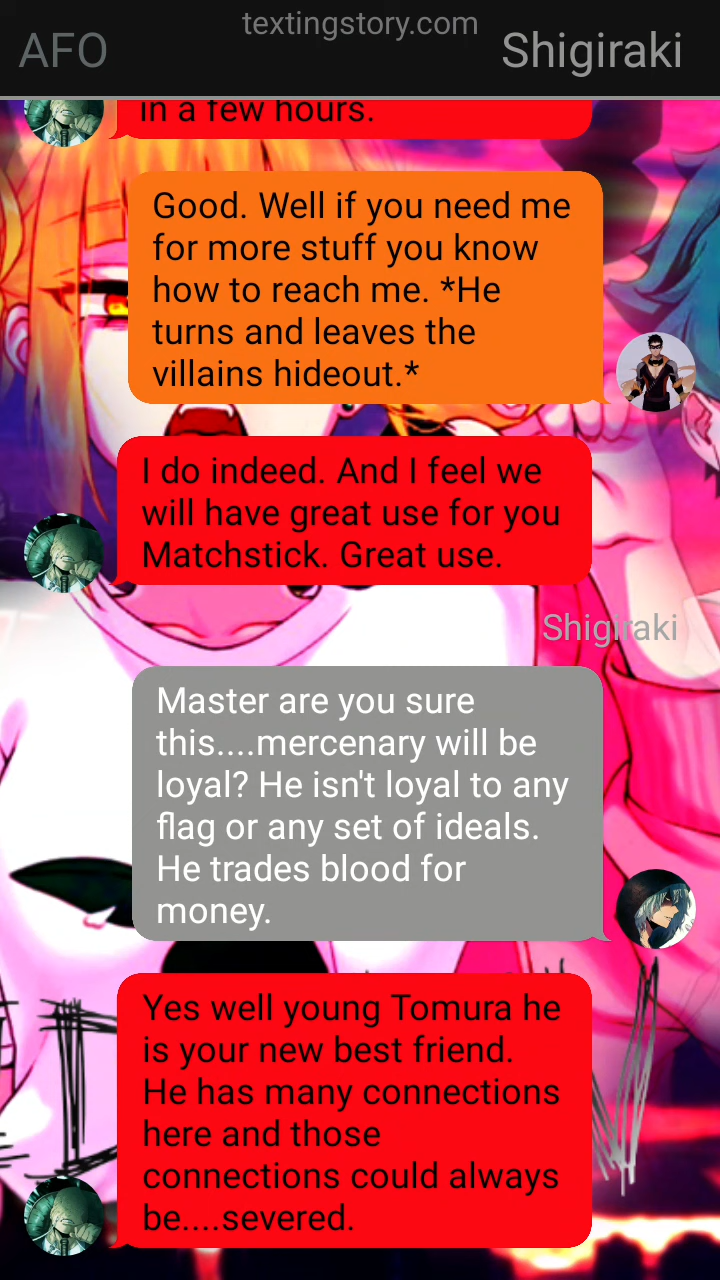 textingstory.com
AFO
Shigiraki
in a few hours.
Good. Well if you need me
for more stuff you know
how to reach me. *He
turns and leaves the
villains hideout.*
I do indeed. And I feel we
will have great use for you
Matchstick. Great use.
Shigiraki
Master are you sure
this....mercenary will be
loyal? He isn't loyal to any
flag or any set of ideals.
He trades blood for
money.
Yes well young Tomura he
is your new best friend.
He has many connections
here and those
connections could always
be....severed.